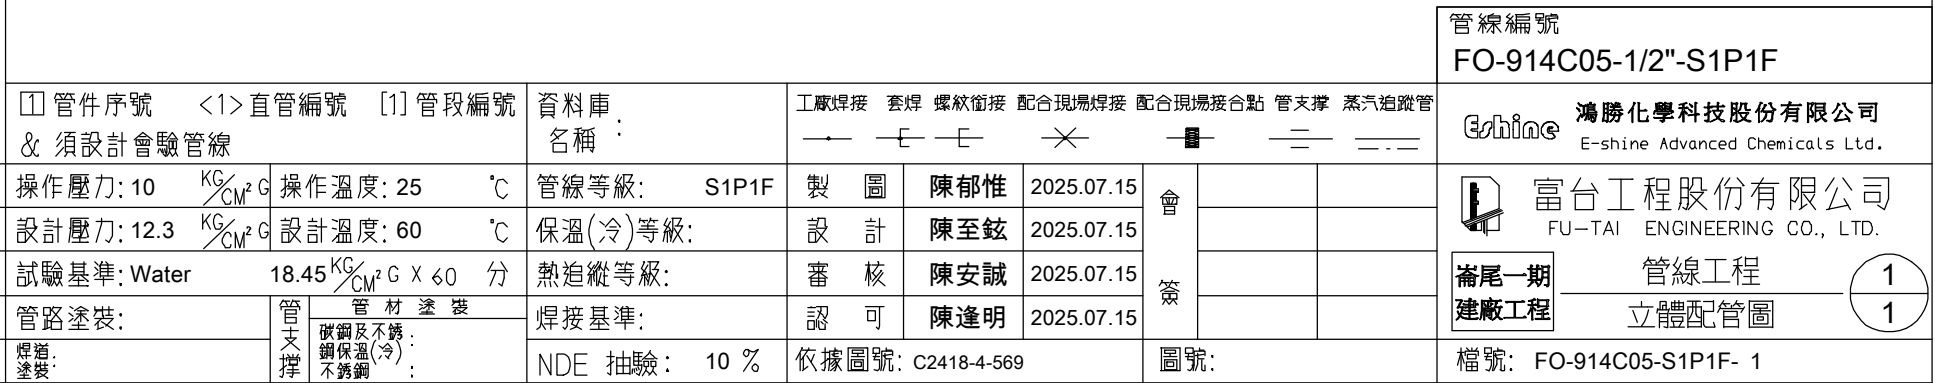 管線編號
FO-914C05-1/2"-S1P1F
1 管件序號 <1>直管編號 [1] 管段編號
& 須設計會驗管線
資料庫
名稱 :
工廠焊接 套焊 螺紋銜接 配合現場焊接 配合現場接合點 管支撐 蒸汽追蹤管
Eshine 鴻勝化學科技股份有限公司
E-shine Advanced Chemicals Ltd.
操作壓力: 10 KG/CM² G 操作溫度: 25 °C 管線等級: S1P1F 製圖 陳郁惟 2025.07.15
設計壓力: 12.3 KG/CM² G 設計溫度: 60 °C 保溫(冷)等級: 設計 陳至鉉 2025.07.15
試驗基準: Water 18.45 KG/CM² G X 60 分 熱追縱等級: 審核 陳安誠 2025.07.15
管路塗裝: 管支撐 管材塗裝 焊接基準: 認可 陳逢明 2025.07.15
會簽
富台工程股份有限公司
FU-TAI ENGINEERING CO., LTD.
崙尾一期
建廠工程
管線工程
立體配管圖
1
1
焊道:
塗裝:
碳鋼及不銹:
鋼保溫(冷):
不銹鋼 :
NDE 抽驗: 10 % 依據圖號: C2418-4-569 圖號: 檔號: FO-914C05-S1P1F- 1